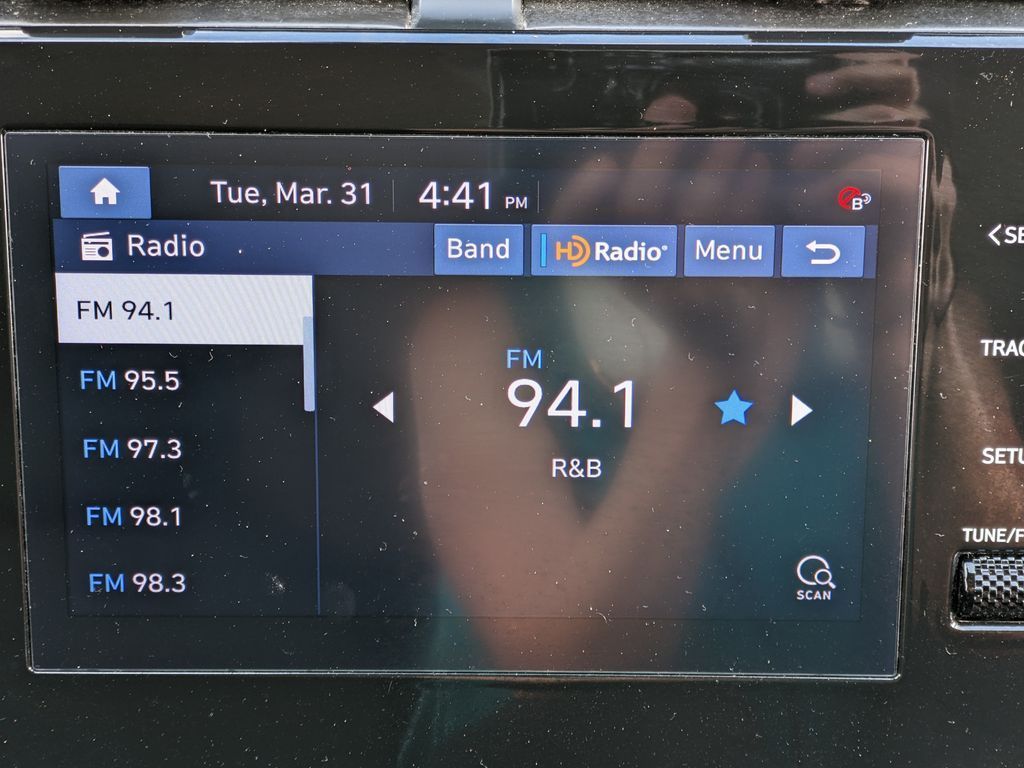 Tue, Mar. 31 4:41 PM
B
Radio Band HD Radio® Menu
FM 94.1
FM 95.5
FM 97.3
FM 98.1
FM 98.3
FM
94.1
R&B
SCAN
<SE
TRAC
SETU
TUNE/F